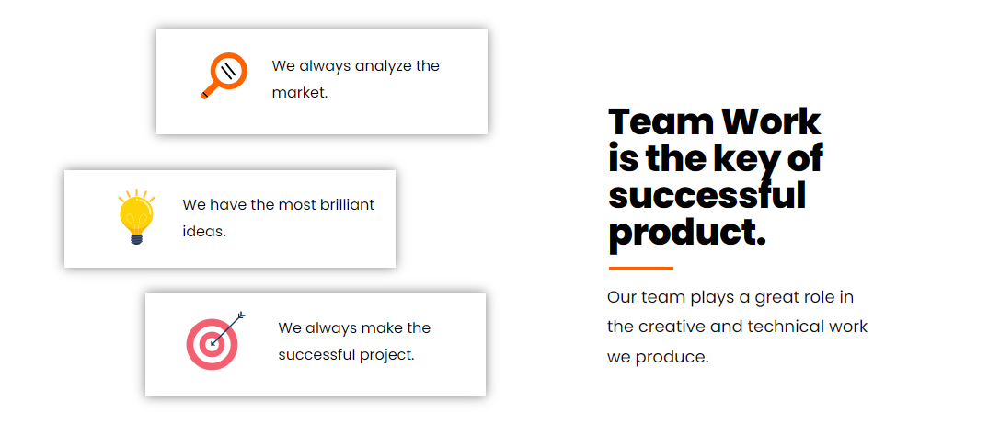 We always analyze the
market.
We have the most brilliant
ideas.
We always make the
successful project.
Team Work
is the key of
successful
product.
Our team plays a great role in
the creative and technical work
we produce.